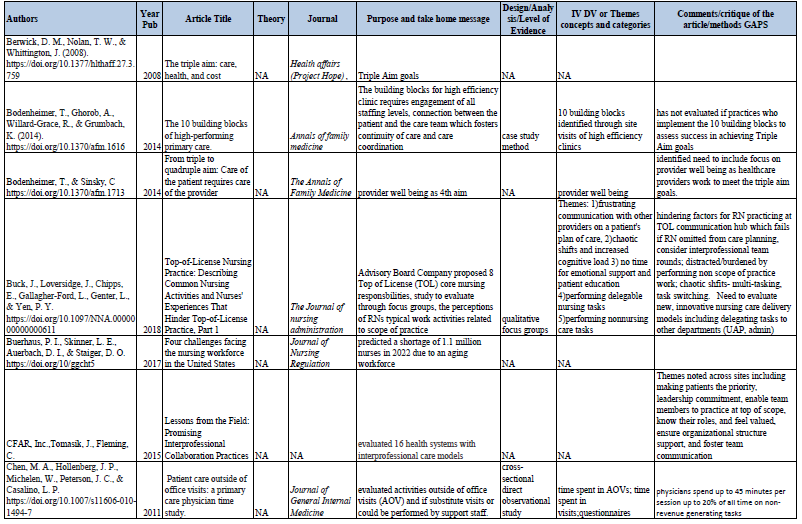 Authors
Year
Pub
Article Title
Theory
Journal
Purpose and take home message
Design/Analy
sis/Level of
Evidence
IV DV or Themes
concepts and categories
Comments/critique of the
article/methods GAPS
Berwick, D. M., Nolan, T. W., &
Whittington, J. (2008).
https://doi.org/10.1377/hlthaff.27.3.
759
2008
The triple aim: care,
health, and cost
NA
Health affairs
(Project Hope) ,
Triple Aim goals
NA
NA
Bodenheimer, T., Ghorob, A.,
Willard-Grace, R., & Grumbach,
K. (2014).
https://doi.org/10.1370/afm.1616
2014
The 10 building blocks
of high-performing
primary care.
NA
Annals of family
medicine
The building blocks for high efficiency
clinic requires engagement of all
staffing levels, connection between the
patient and the care team which fosters
continuity of care and care
coordination
case study
method
10 building blocks
identified through site
visits of high efficiency
clinics
has not evaluated if practices who
implement the 10 building blocks to
assess success in achieving Triple
Aim goals
Bodenheimer, T., & Sinsky, C
https://doi.org/10.1370/afm.1713
2014
From triple to
quadruple aim: Care of
the patient requires care
of the provider
NA
The Annals of
Family Medicine
provider well being as 4th aim
NA
provider well being
identified need to include focus on
provider well being as healthcare
providers work to meet the triple aim
goals.
Buck, J., Loversidge, J., Chipps,
E., Gallagher-Ford, L., Genter, L.,
& Yen, P. Y.
https://doi.org/10.1097/NNA.00000
00000000611
2018
Top-of-License Nursing
Practice: Describing
Common Nursing
Activities and Nurses'
Experiences That
Hinder Top-of-License
Practice, Part 1
NA
The Journal of
nursing
administration
Advisory Board Company proposed 8
Top of License (TOL) core nursing
responsibilities, study to evaluate
through focus groups, the perceptions
of RNs typical work activities related
to scope of practice
qualitative
focus groups
Themes: 1)frustrating
communication with other
providers on a patient's
plan of care, 2)chaotic
shifts and increased
cognitive load 3) no time
for emotional support and
patient education
4)performing delegable
nursing tasks
5)performing nonnursing
care tasks
hindering factors for RN practicing at
TOL communication hub which fails
if RN omitted from care planning,
consider interprofessional team
rounds; distracted/burdened by
performing non scope of practice
work; chaotic shfits- multi-tasking,
task switching.   Need to evaluate
new, innovative nursing care delivery
models including delegating tasks to
other departments (UAP, admin)
Buerhaus, P. I., Skinner, L. E.,
Auerbach, D. I., & Staiger, D. O.
https://doi.org/10/ggcht5
2017
Four challenges facing
the nursing workforce
in the United States
NA
Journal of
Nursing
Regulation
predicted a shortage of 1.1 million
nurses in 2022 due to an aging
workforce
NA
NA
CFAR, Inc.,Tomasik, J., Fleming,
C.
2015
Lessons from the Field:
Promising
Interprofessional
Collaboration Practices
NA
NA
evaluated 16 health systems with
interprofessional care models
NA
NA
Themes noted across sites including
making patients the priority,
leadership commitment, enable team
members to practice at top of scope,
know their roles, and feel valued,
ensure organizational structure
support, and foster team
communication
Chen, M. A., Hollenberg, J. P.,
Michelen, W., Peterson, J. C., &
Casalino, L. P.
https://doi.org/10.1007/s11606-010-
1494-7
2011
Patient care outside of
office visits: a primary
care physician time
study.
NA
Journal of
General Internal
Medicine
evaluated activities outside of office
visits (AOV) and if substitute visits or
could be performed by support staff.
cross-
sectional
direct
observational
study
time spent in AOVs; time
spent in
visits;questionnaires
physicians spend up to 45 minutes per
session up to 20% of all time on non-
revenue generating tasks